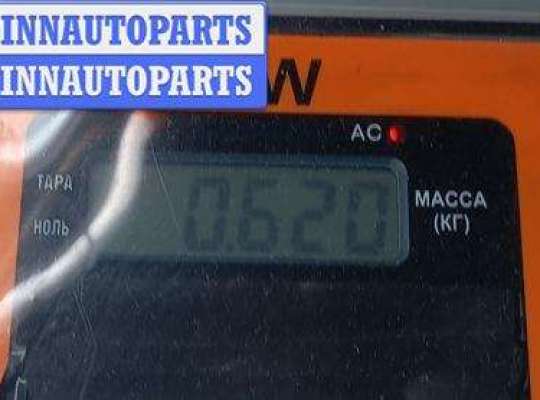 INNAUTOPARTS
INNAUTOPARTS
W
AC
ТАРА
НОЛЬ
0.620
МАССА
(КГ)